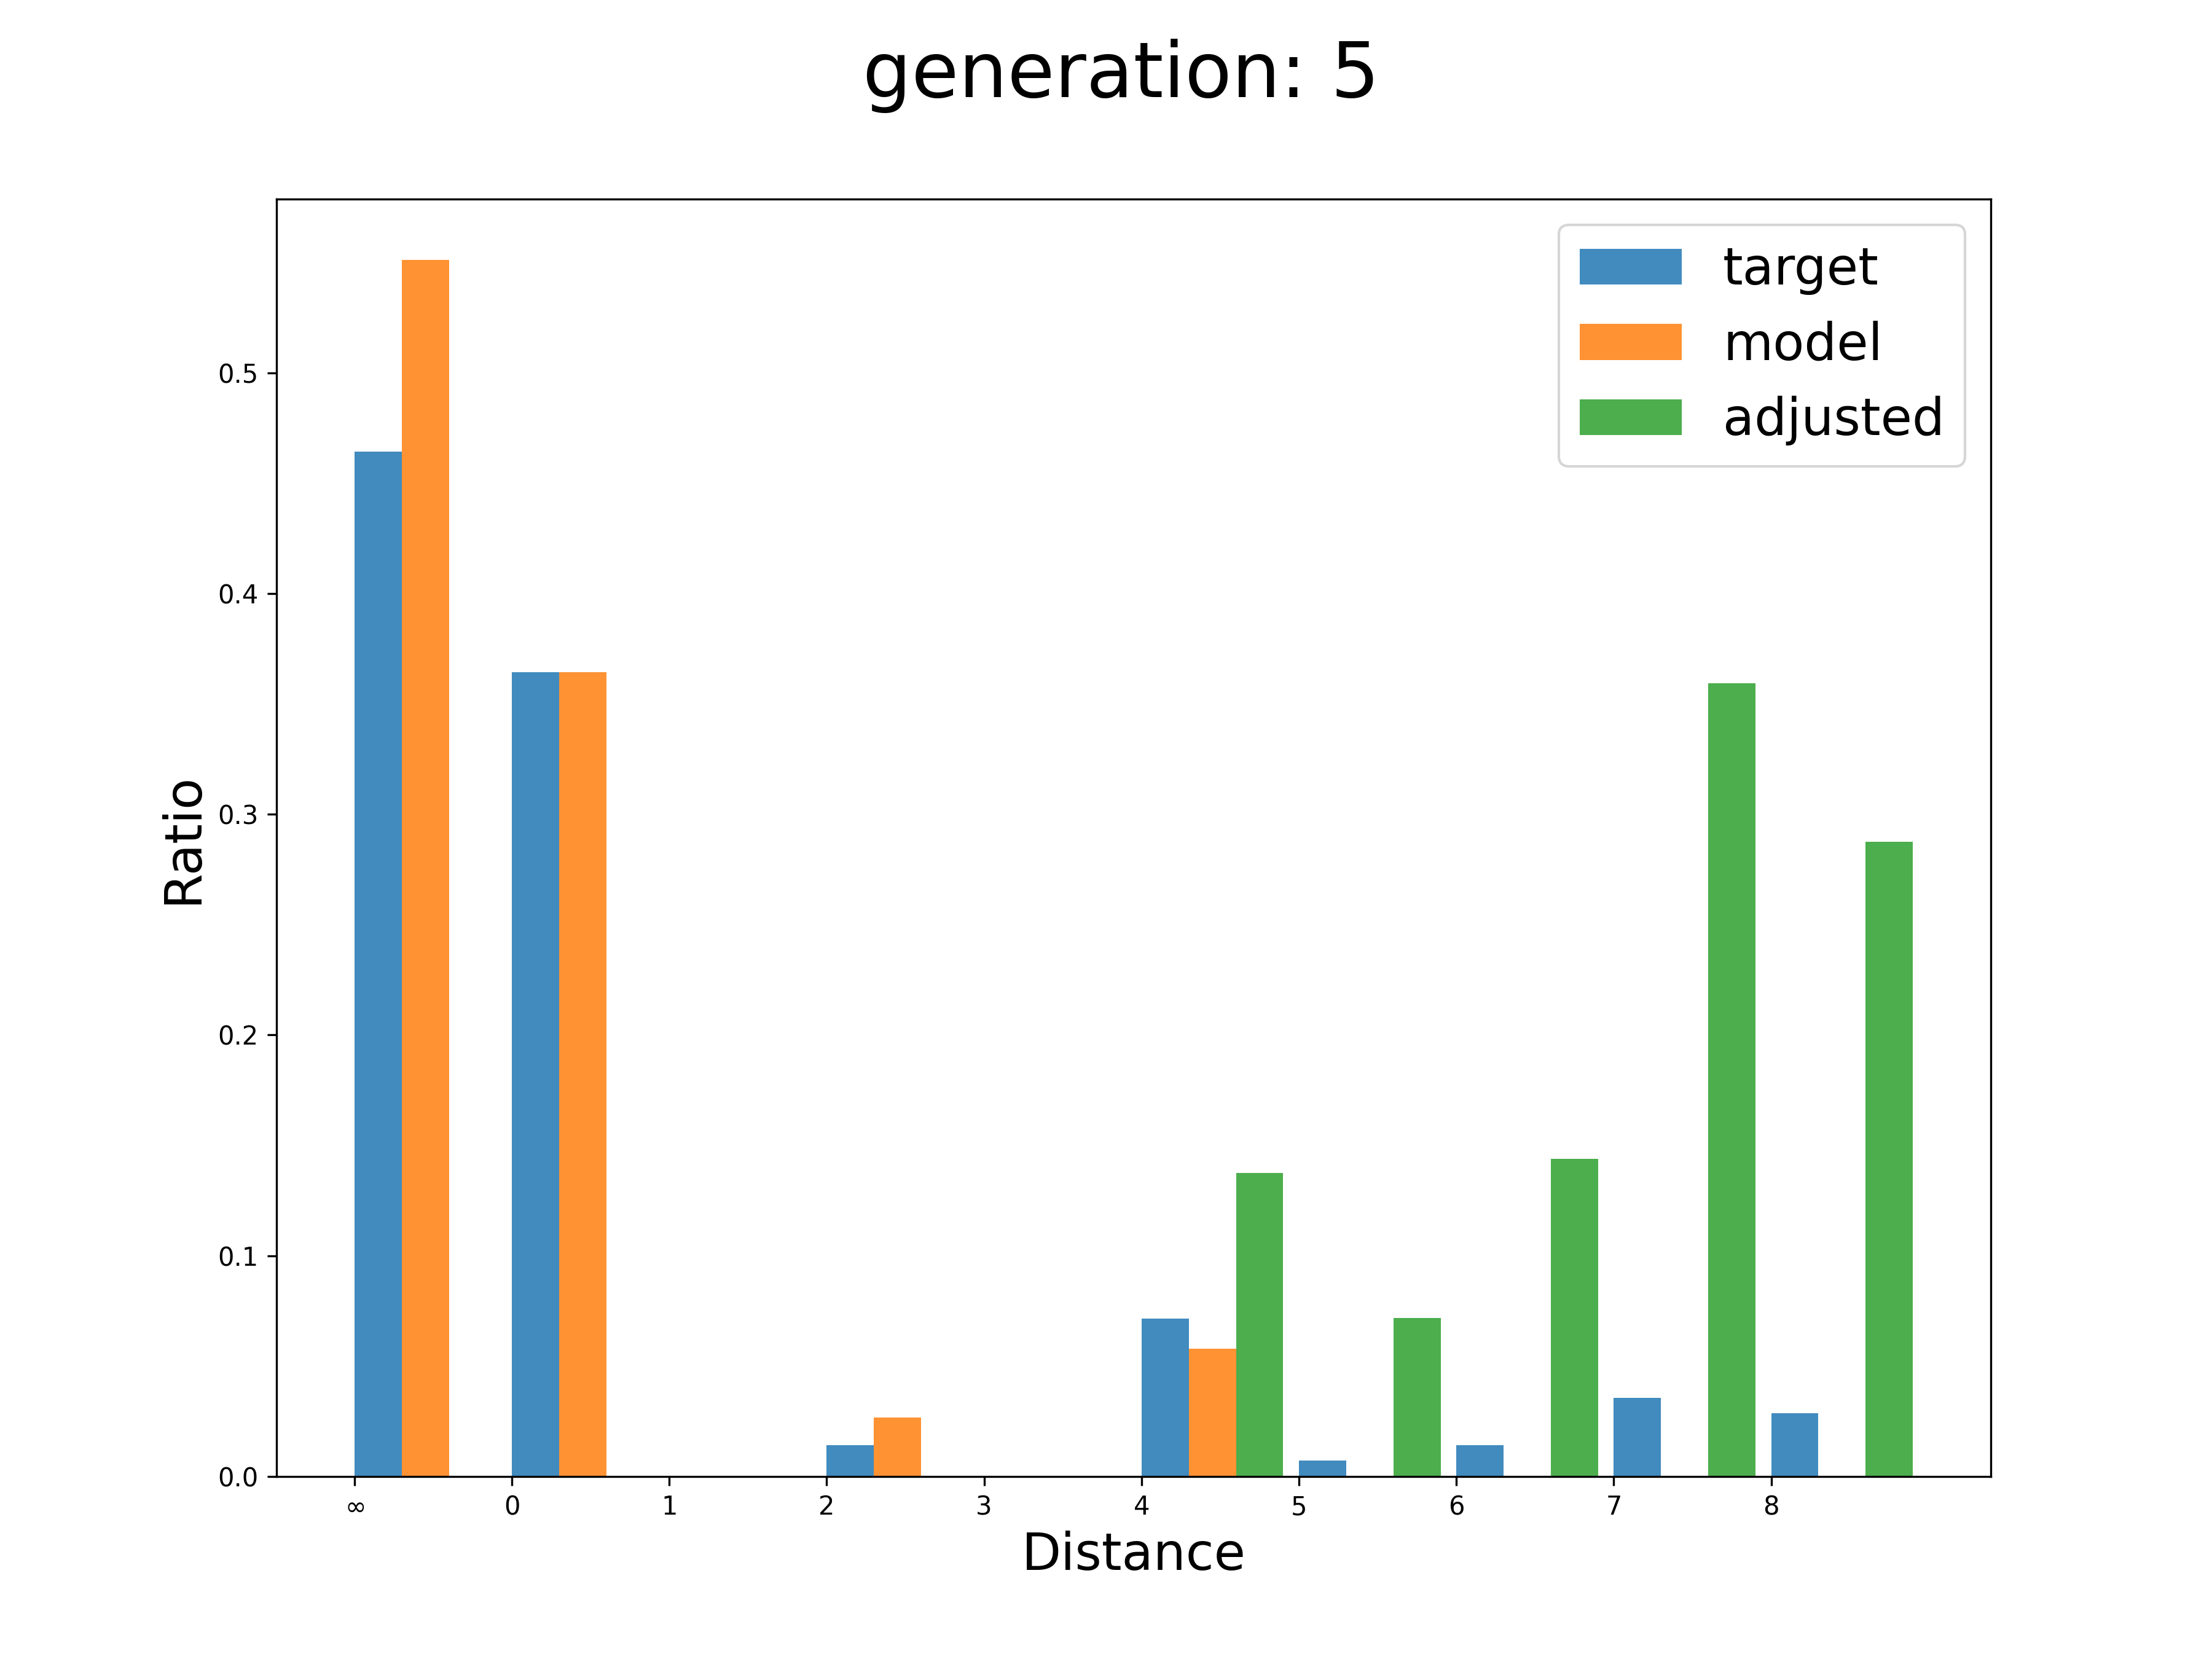 generation: 5
target
model
adjusted
Ratio
0.5
0.4
0.3
0.2
0.1
0.0
∞ 0 1 2 3 4 5 6 7 8
Distance